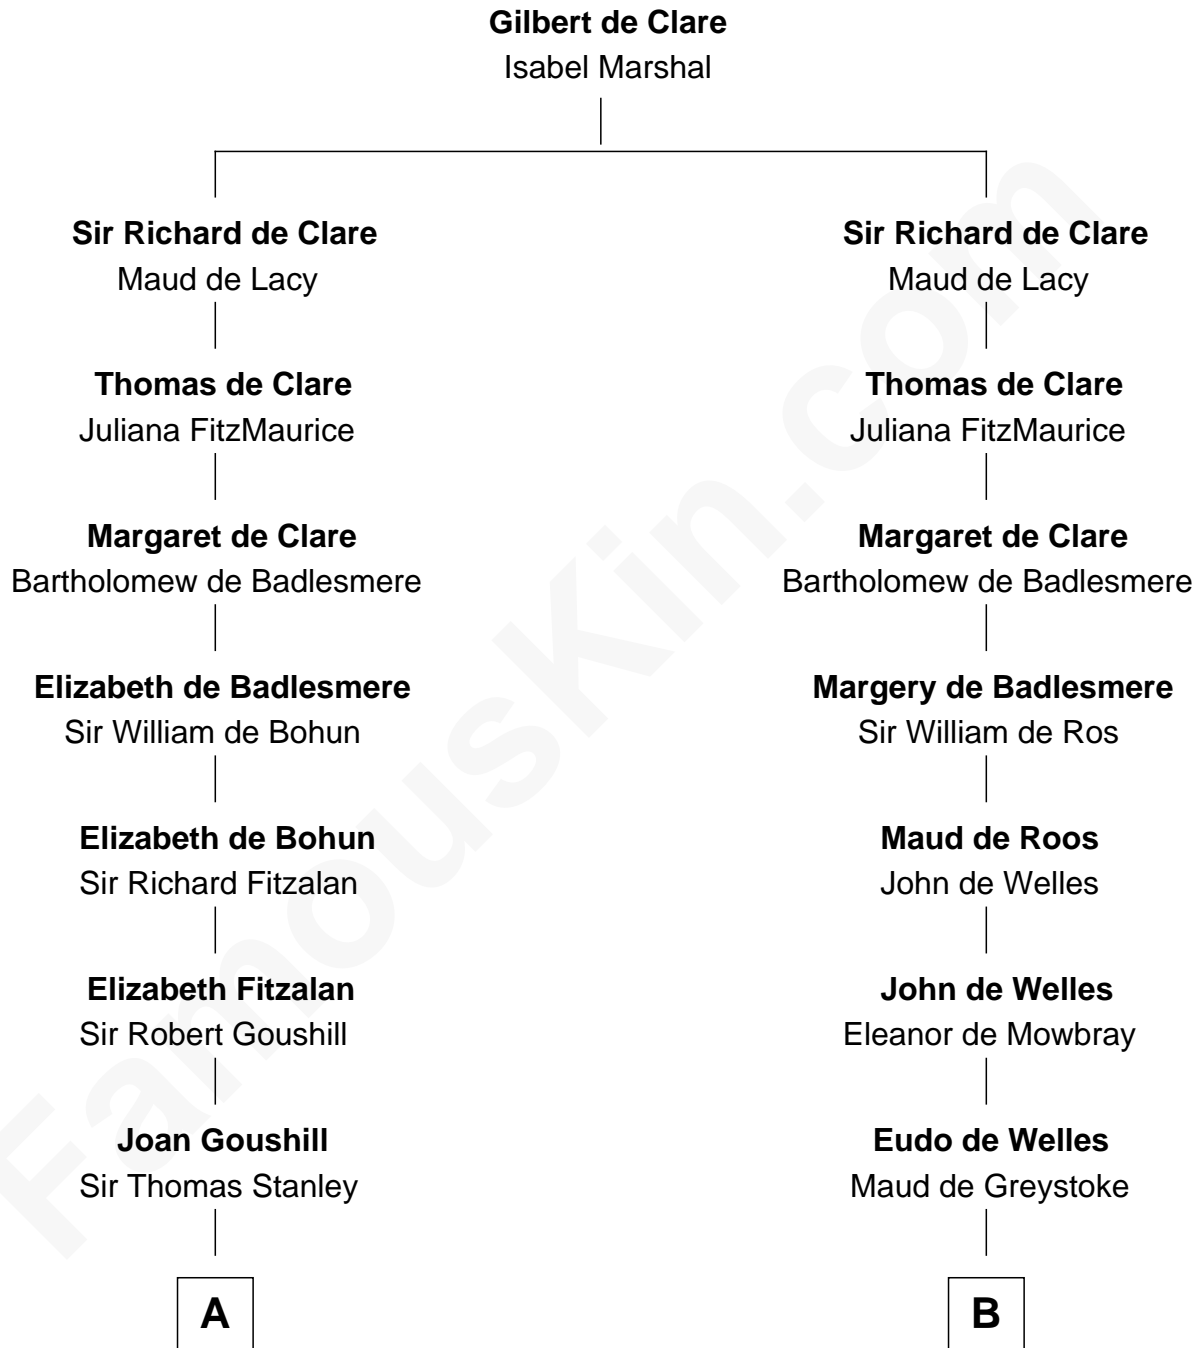 Gilbert de Clare
Isabel Marshal
Sir Richard de Clare
Maud de Lacy
Thomas de Clare
Juliana FitzMaurice
Margaret de Clare
Bartholomew de Badlesmere
Elizabeth de Badlesmere
Sir William de Bohun
Elizabeth de Bohun
Sir Richard Fitzalan
Elizabeth Fitzalan
Sir Robert Goushill
Joan Goushill
Sir Thomas Stanley
A
Sir Richard de Clare
Maud de Lacy
Thomas de Clare
Juliana FitzMaurice
Margaret de Clare
Bartholomew de Badlesmere
Margery de Badlesmere
Sir William de Ros
Maud de Roos
John de Welles
John de Welles
Eleanor de Mowbray
Eudo de Welles
Maud de Greystoke
B
FamousKin.com